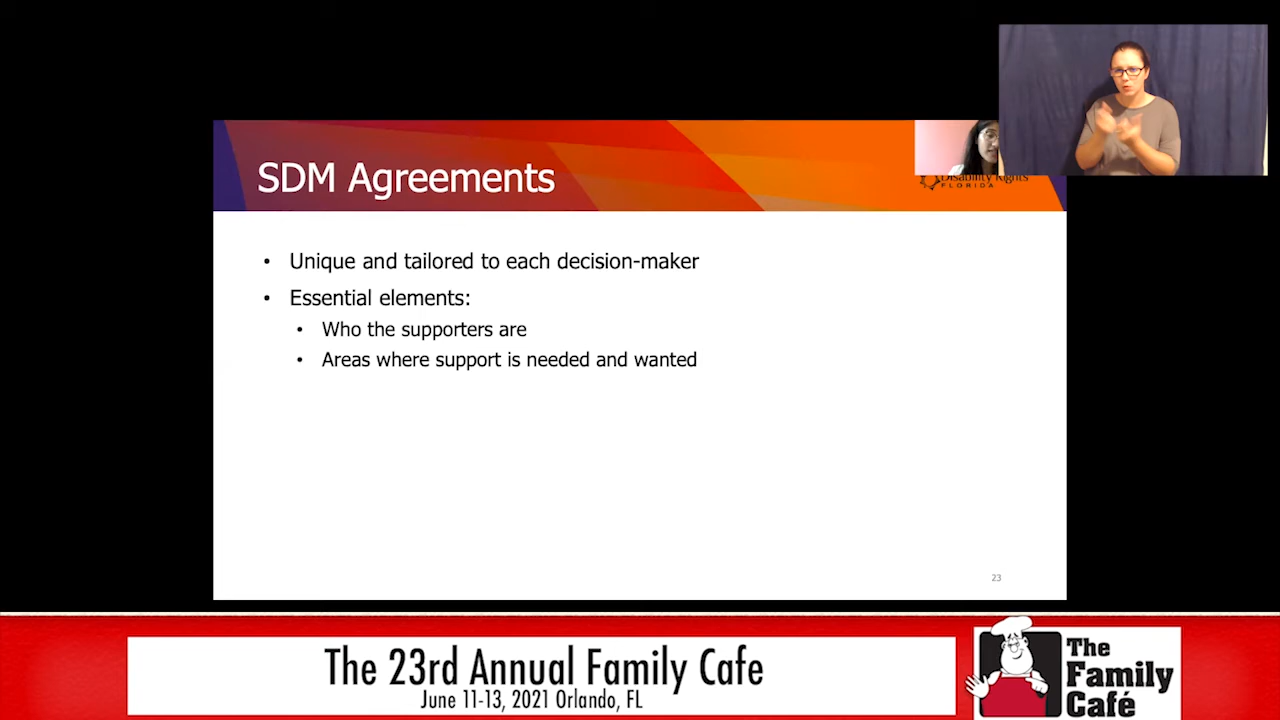 SDM Agreements
Disability Rights
FLORIDA
• Unique and tailored to each decision-maker
• Essential elements:
• Who the supporters are
• Areas where support is needed and wanted
23
The 23rd Annual Family Cafe
June 11-13, 2021 Orlando, FL
The
Family
Café